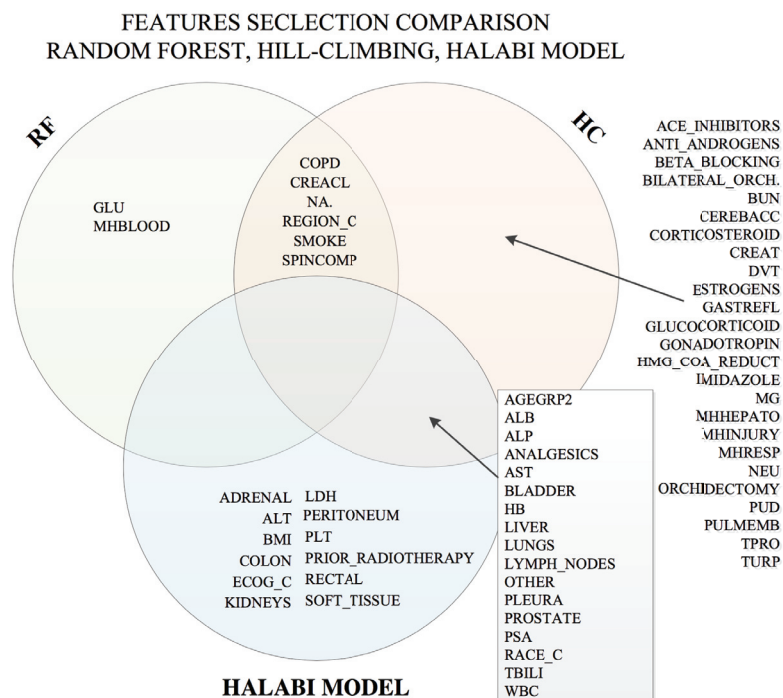 FEATURES SECLECTION COMPARISON
RANDOM FOREST, HILL-CLIMBING, HALABI MODEL
RF
HC
GLU
MHBLOOD
COPD
CREACL
NA.
REGION_C
SMOKE
SPINCOMP
ACE_INHIBITORS
ANTI_ANDROGENS
BETA_BLOCKING
BILATERAL_ORCH.
BUN
CEREBACC
CORTICOSTEROID
CREAT
DVT
ESTROGENS
GASTREFL
GLUCOCORTICOID
GONADOTROPIN
HMG_COA_REDUCT
IMIDAZOLE
MG
MHHEPATO
MHINJURY
MHRESP
NEU
ORCHIDECTOMY
PUD
PULMEMB
TPRO
TURP
AGEGRP2
ALB
ALP
ANALGESICS
AST
BLADDER
HB
LIVER
LUNGS
LYMPH_NODES
OTHER
PLEURA
PROSTATE
PSA
RACE_C
TBILI
WBC
ADRENAL LDH
ALT PERITONEUM
BMI PLT
COLON PRIOR_RADIOTHERAPY
ECOG_C RECTAL
KIDNEYS SOFT_TISSUE
HALABI MODEL